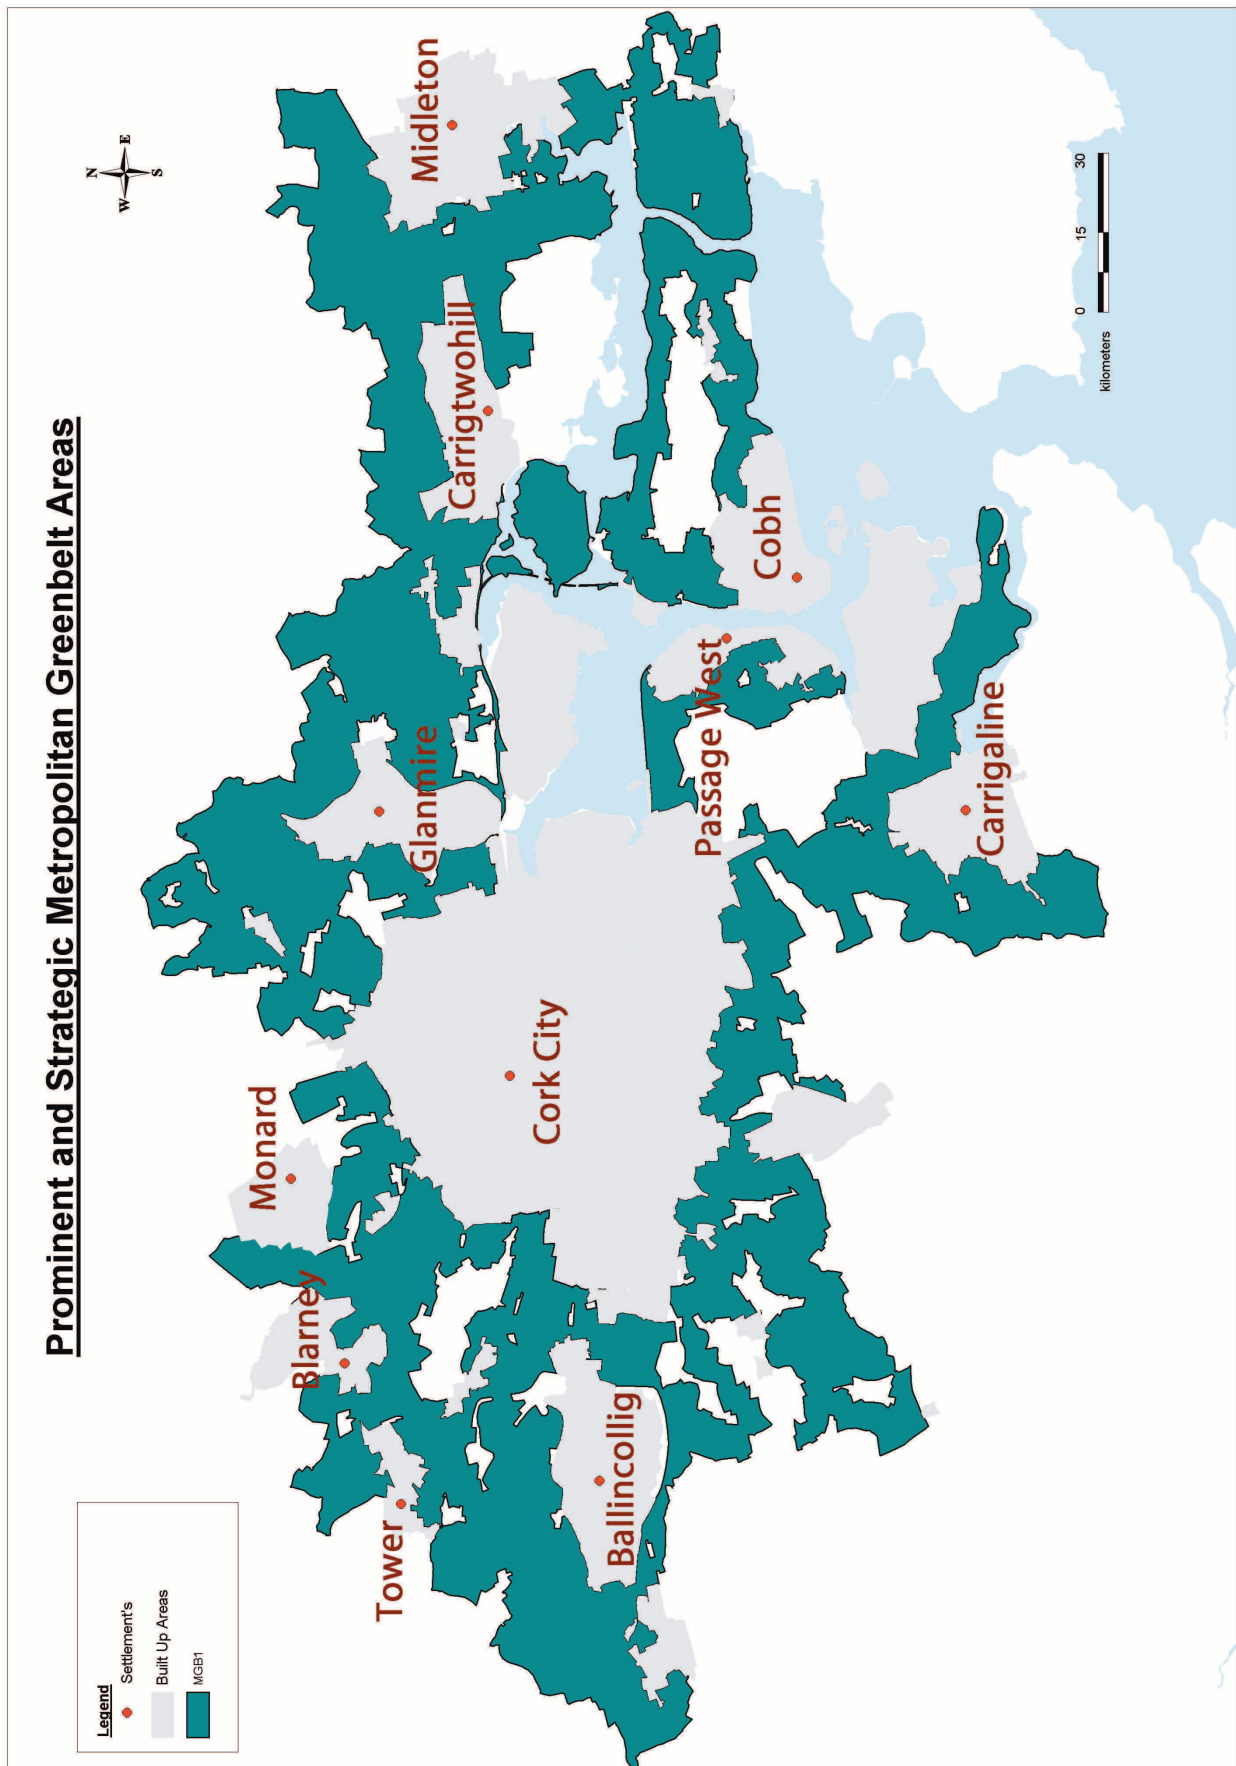 Prominent and Strategic Metropolitan Greenbelt Areas
N
W E
S
Midleton
Carrigtwohill
Glanmire
Monard
Blarney
Tower
Cork City
Ballincollig
Passage West
Cobh
Carrigaline
Legend
Settlement's
Built Up Areas
MGB1
0 15 30
kilometers